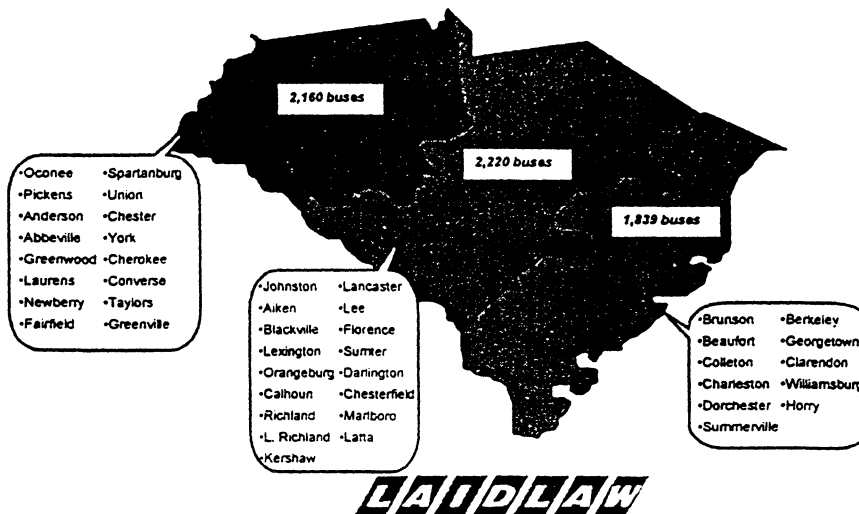 2,160 buses
2,220 buses
1,839 buses
•Oconee •Spartanburg
•Pickens •Union
•Anderson •Chester
•Abbeville •York
•Greenwood •Cherokee
•Laurens •Converse
•Newberry •Taylors
•Fairfield •Greenville
•Johnston •Lancaster
•Aiken •Lee
•Blackville •Florence
•Lexington •Sumter
•Orangeburg •Darlington
•Calhoun •Chesterfield
•Richland •Marlboro
•L. Richland •Latta
•Kershaw
•Brunson •Berkeley
•Beaufort •Georgetown
•Colleton •Clarendon
•Charleston •Williamsburg
•Dorchester •Horry
•Summerville
LAIDLAW